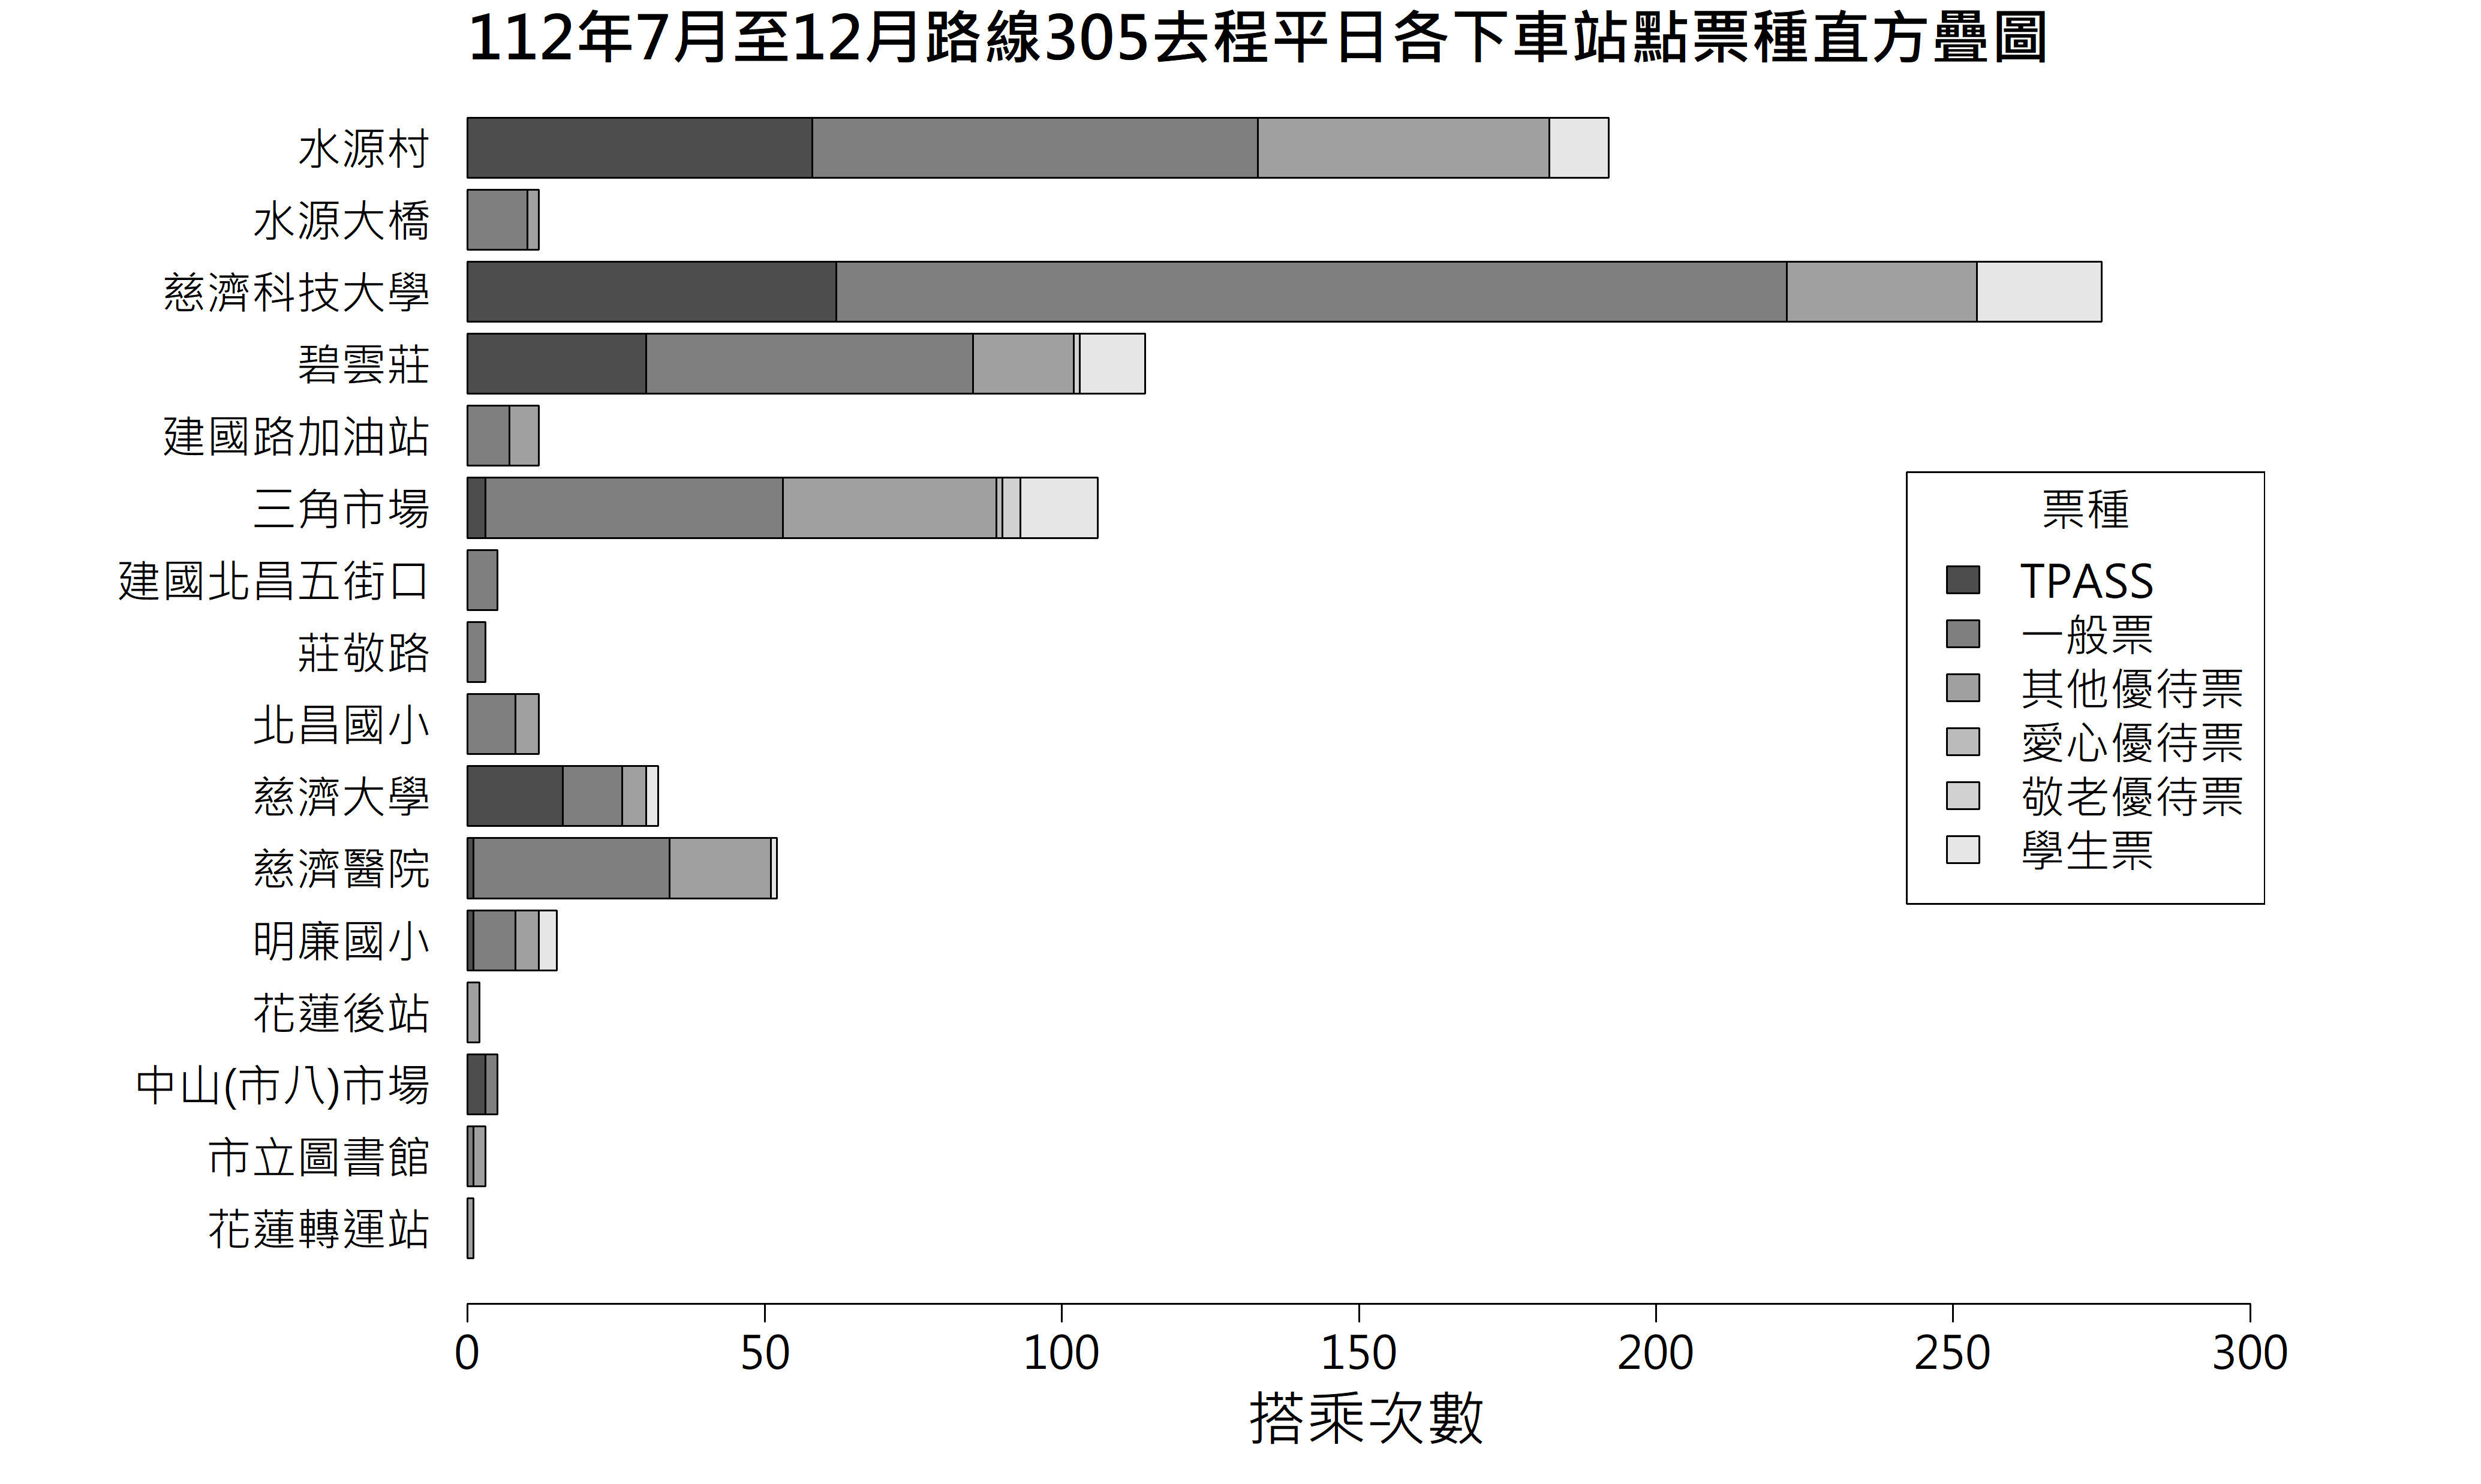 112年7月至12月路線305去程平日各下車站點票種直方疊圖
水源村
水源大橋
慈濟科技大學
碧雲莊
建國路加油站
三角市場
建國北昌五街口
莊敬路
北昌國小
慈濟大學
慈濟醫院
明廉國小
花蓮後站
中山(市八)市場
市立圖書館
花蓮轉運站
票種
TPASS
一般票
其他優待票
愛心優待票
敬老優待票
學生票
0 50 100 150 200 250 300
搭乘次數